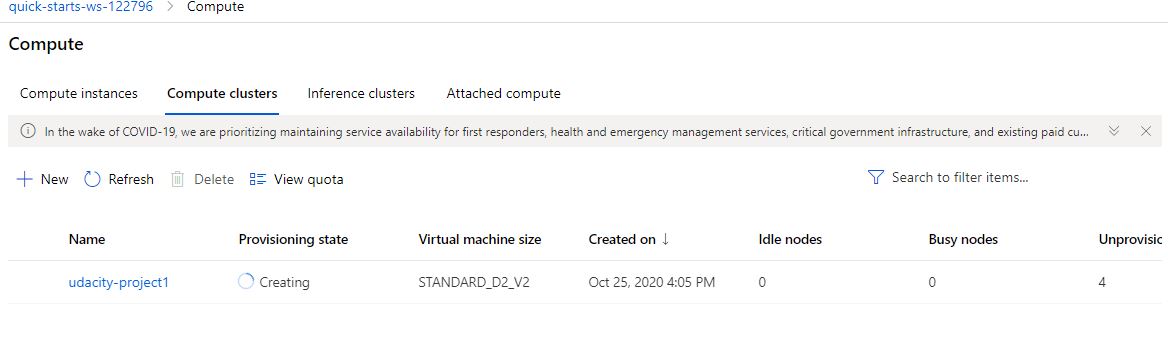 quick-starts-ws-122796 > Compute
Compute
Compute instances Compute clusters Inference clusters Attached compute
In the wake of COVID-19, we are prioritizing maintaining service availability for first responders, health and emergency management services, critical government infrastructure, and existing paid cu...
New Refresh Delete View quota Search to filter items...
Name Provisioning state Virtual machine size Created on ↓ Idle nodes Busy nodes Unprovisic
udacity-project1 Creating STANDARD_D2_V2 Oct 25, 2020 4:05 PM 0 0 4